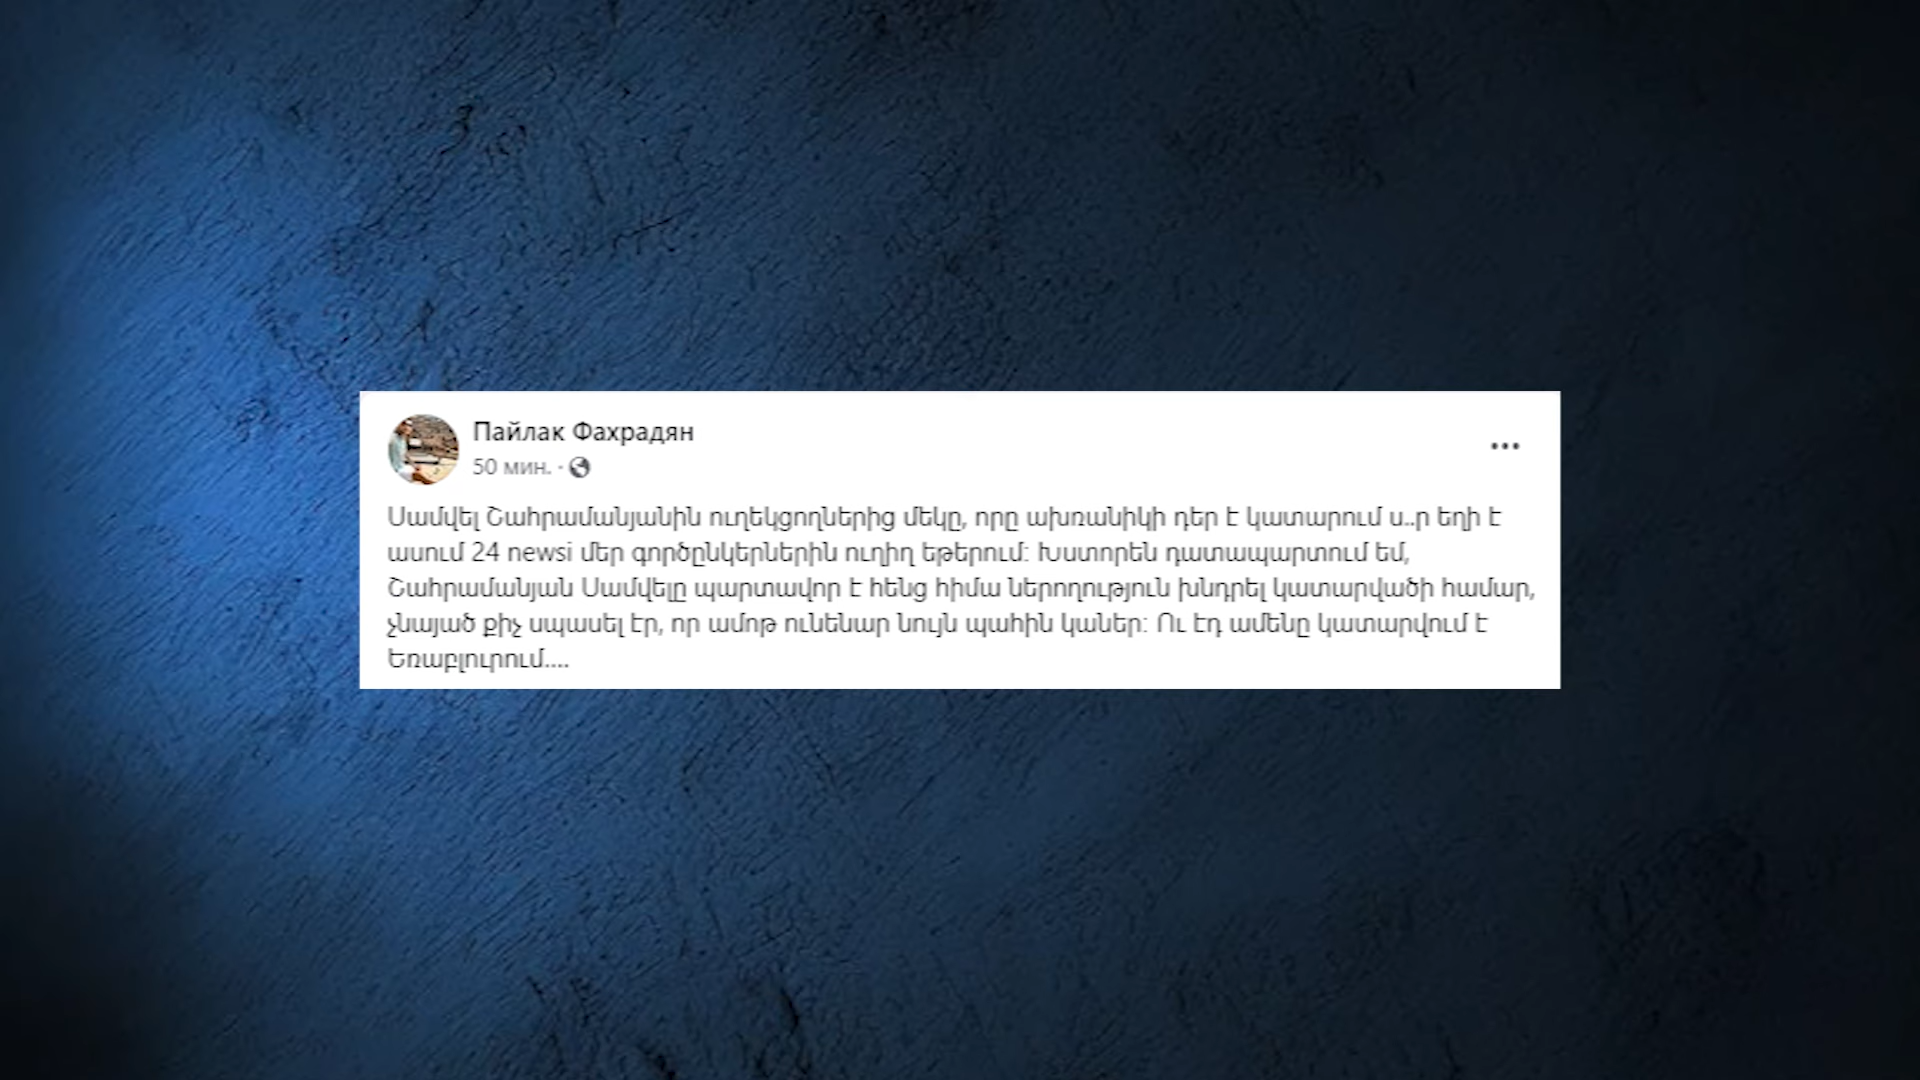 Пайлак Фахрадян
50 мин. ·
Սամվել Շահրամանյանին ուղեկցողներից մեկը, որը ախռանիկի դեր է կատարում ս..ր եղի է
ասում 24 newsi մեր գործընկերներին ուղիղ եթերում: Խստորեն դատապարտում եմ,
Շահրամանյան Սամվելը պարտավոր է հենց հիմա ներողություն խնդրել կատարվածի համար,
չնայած քիչ սպասել էր, որ ամոթ ունենար նույն պահին կաներ: Ու էդ ամենը կատարվում է
Եռաբլուրում....